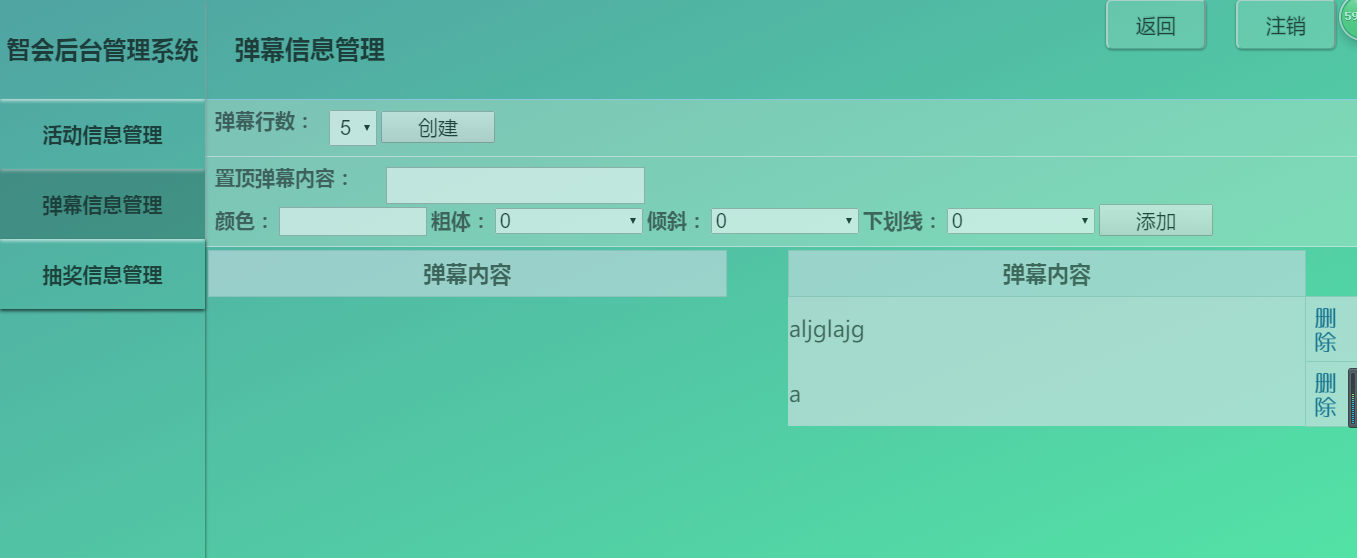 智会后台管理系统
弹幕信息管理
返回
注销
59
活动信息管理
弹幕信息管理
抽奖信息管理
弹幕行数： 5 创建
置顶弹幕内容：
颜色： 粗体： 0 倾斜： 0 下划线： 0 添加
弹幕内容
弹幕内容
aljglajg
删
除
a
删
除